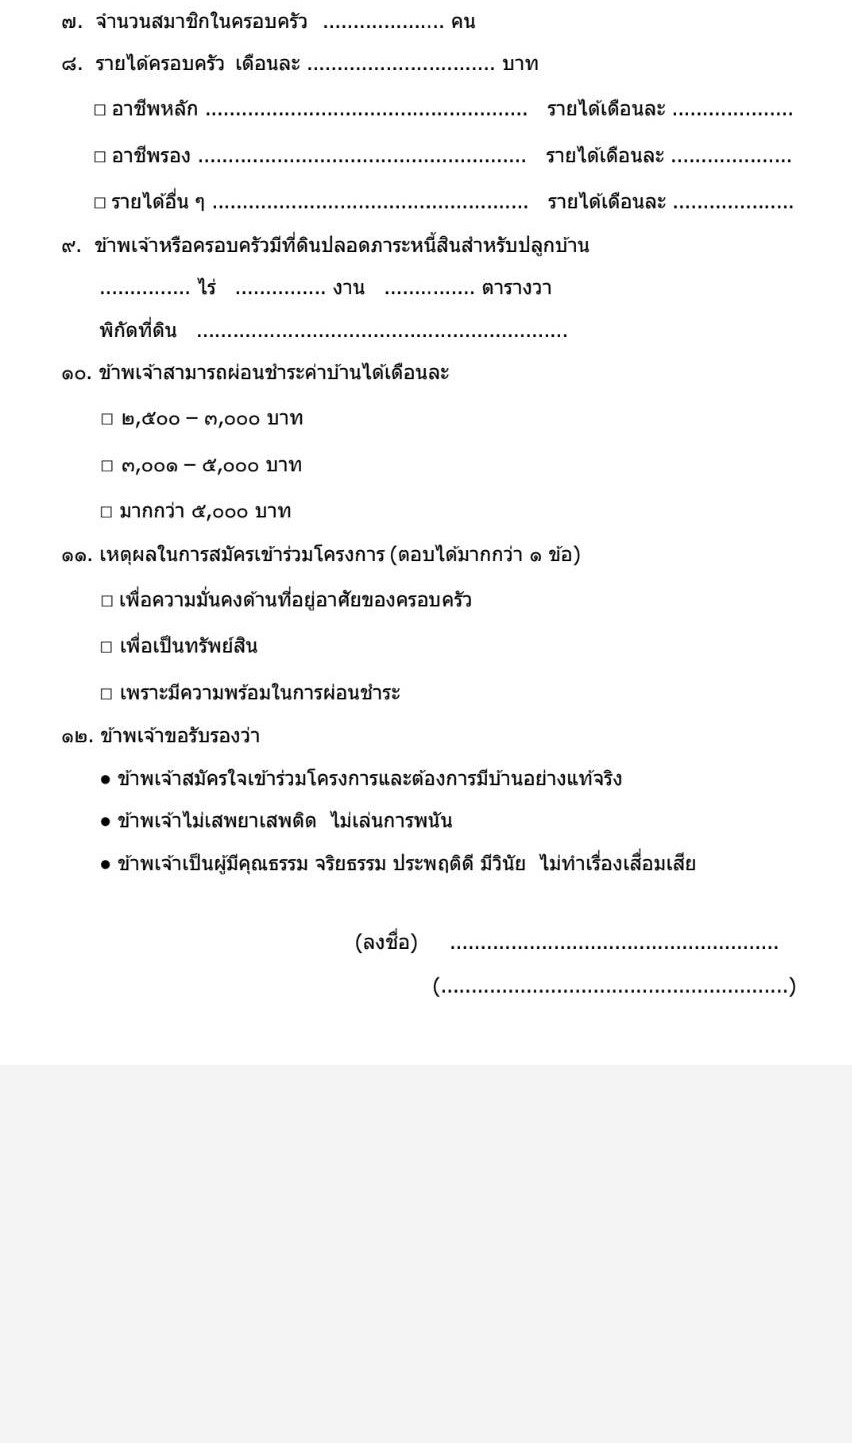 ๗. จำนวนสมาชิกในครอบครัว .................... คน
๘. รายได้ครอบครัว เดือนละ ............................... บาท
□ อาชีพหลัก ..................................................... รายได้เดือนละ ....................
□ อาชีพรอง ...................................................... รายได้เดือนละ ....................
□ รายได้อื่น ๆ .................................................... รายได้เดือนละ ....................
๙. ข้าพเจ้าหรือครอบครัวมีที่ดินปลอดภาระหนี้สินสำหรับปลูกบ้าน
............... ไร่ ............... งาน ............... ตารางวา
พิกัดที่ดิน .............................................................
๑๐. ข้าพเจ้าสามารถผ่อนชำระค่าบ้านได้เดือนละ
□ ๒,๕๐๐ – ๓,๐๐๐ บาท
□ ๓,๐๐๑ – ๕,๐๐๐ บาท
□ มากกว่า ๕,๐๐๐ บาท
๑๑. เหตุผลในการสมัครเข้าร่วมโครงการ (ตอบได้มากกว่า ๑ ข้อ)
□ เพื่อความมั่นคงด้านที่อยู่อาศัยของครอบครัว
□ เพื่อเป็นทรัพย์สิน
□ เพราะมีความพร้อมในการผ่อนชำระ
๑๒. ข้าพเจ้าขอรับรองว่า
● ข้าพเจ้าสมัครใจเข้าร่วมโครงการและต้องการมีบ้านอย่างแท้จริง
● ข้าพเจ้าไม่เสพยาเสพติด ไม่เล่นการพนัน
● ข้าพเจ้าเป็นผู้มีคุณธรรม จริยธรรม ประพฤติดี มีวินัย ไม่ทำเรื่องเสื่อมเสีย
(ลงชื่อ) ......................................................
(.........................................................)